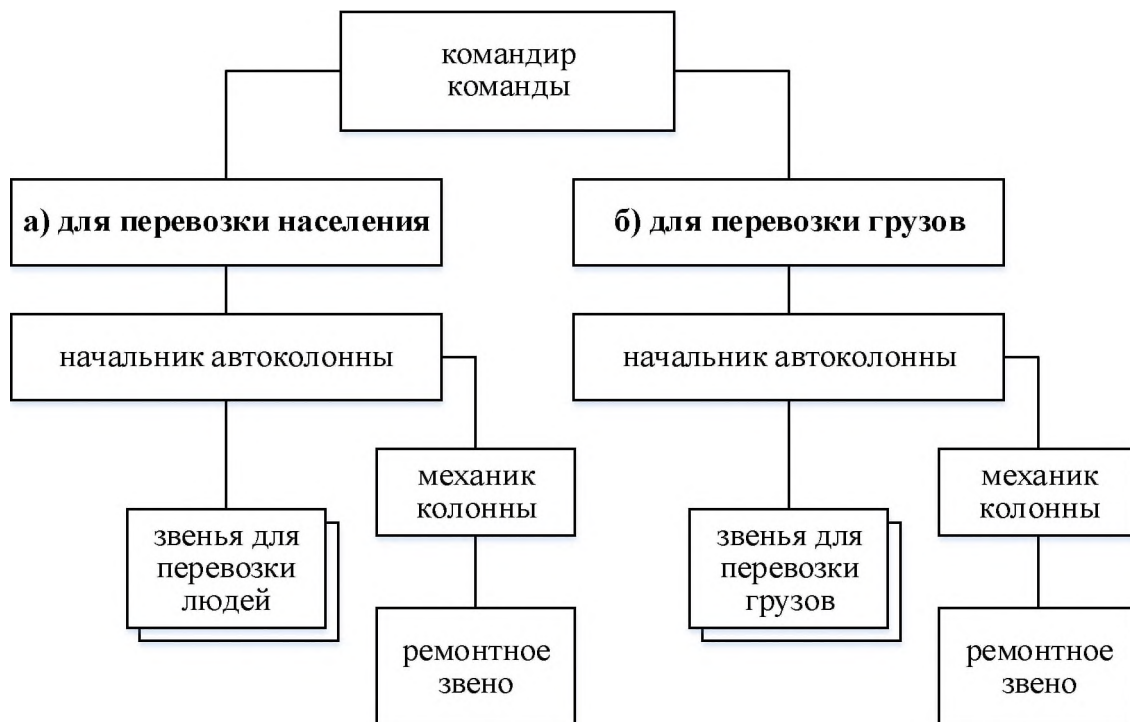 командир
команды
а) для перевозки населения
б) для перевозки грузов
начальник автоколонны
начальник автоколонны
механик
колонны
механик
колонны
звенья для
перевозки
людей
звенья для
перевозки
грузов
ремонтное
звено
ремонтное
звено